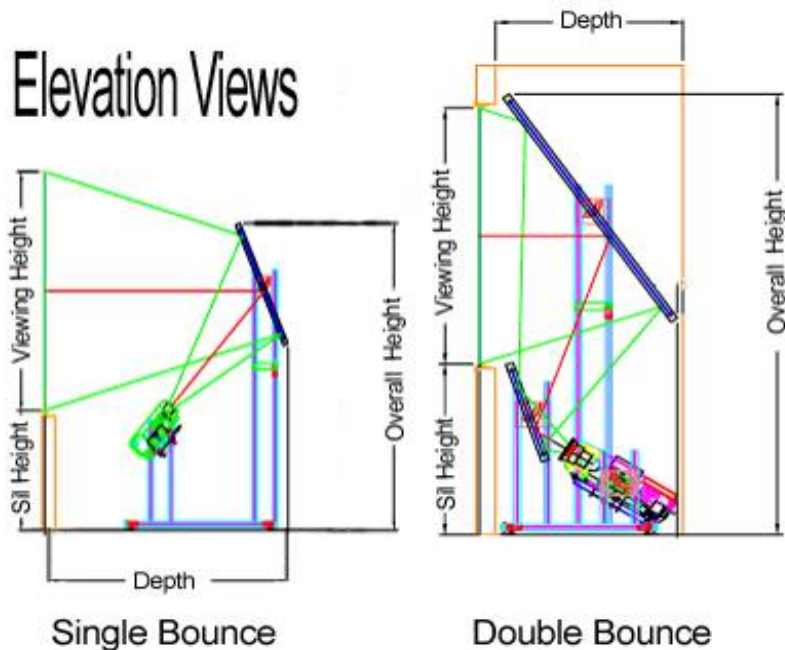 Elevation Views
Depth
Viewing Height
Sil Height
Overall Height
Depth
Single Bounce
Viewing Height
Sil Height
Overall Height
Double Bounce